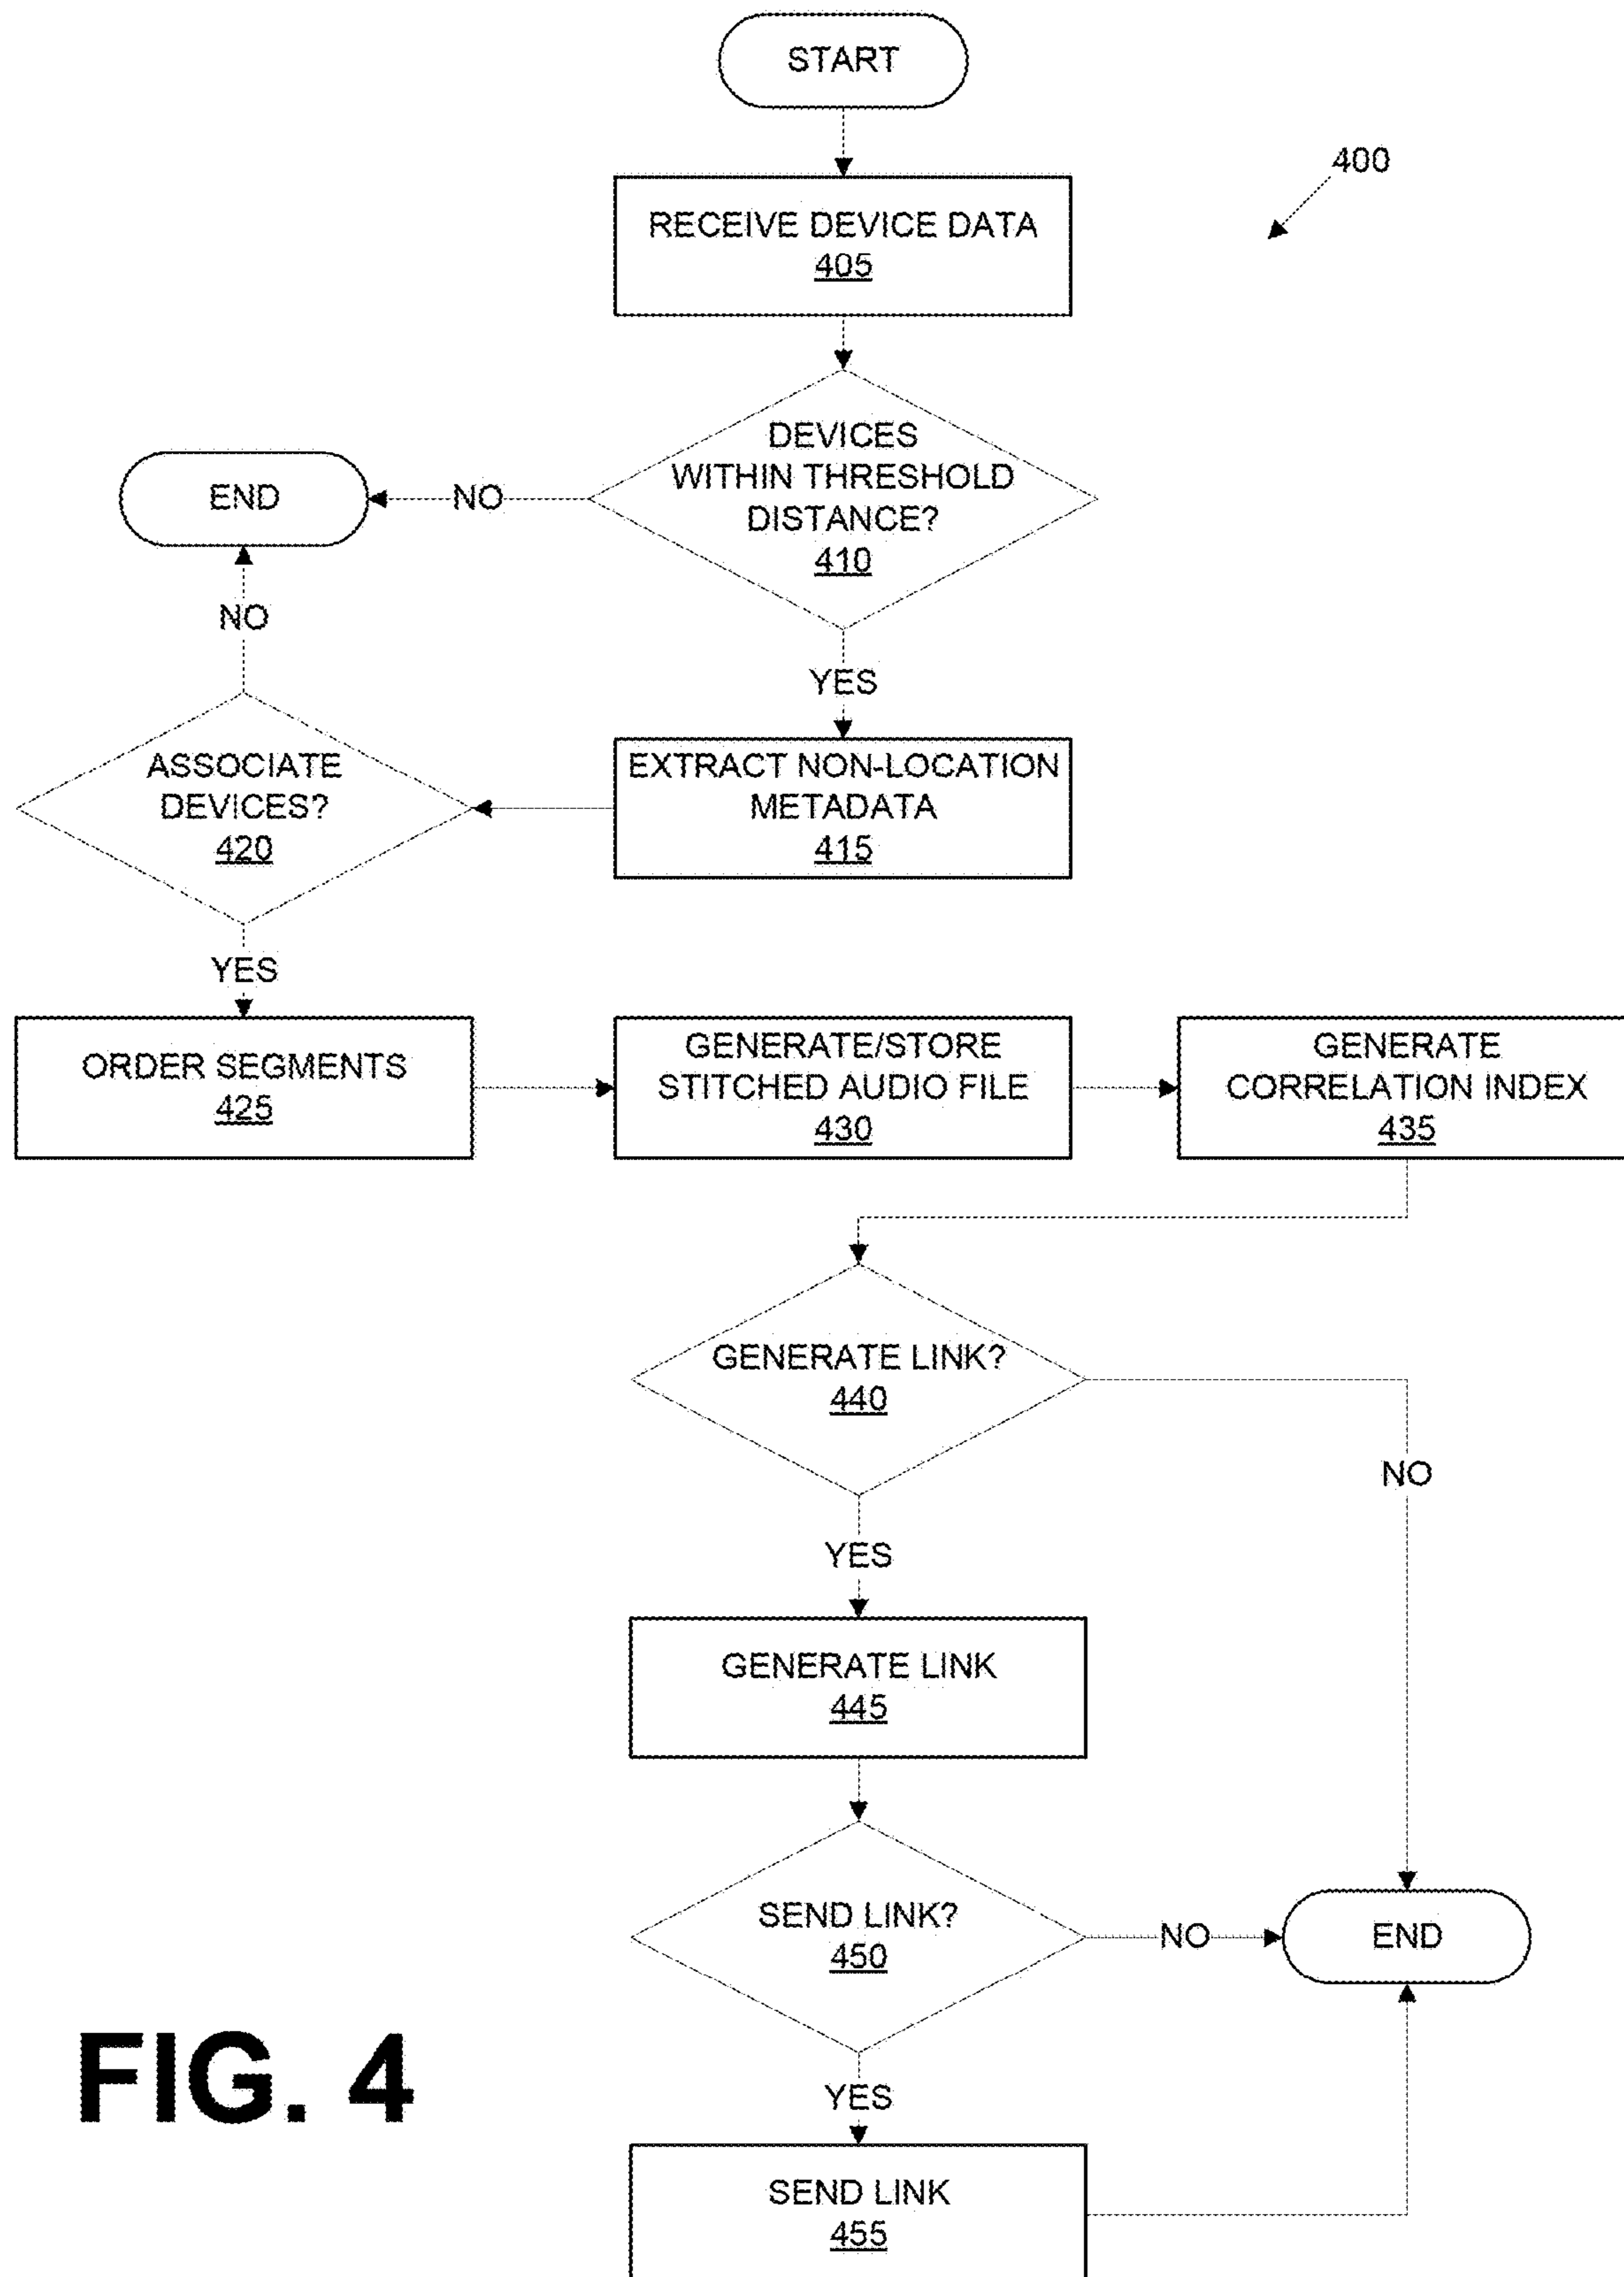 START
400
RECEIVE DEVICE DATA
405
DEVICES
WITHIN THRESHOLD
DISTANCE?
410
NO
END
NO
YES
ASSOCIATE
DEVICES?
420
EXTRACT NON-LOCATION
METADATA
415
YES
ORDER SEGMENTS
425
GENERATE/STORE
STITCHED AUDIO FILE
430
GENERATE
CORRELATION INDEX
435
GENERATE LINK?
440
NO
YES
GENERATE LINK
445
SEND LINK?
450
NO
END
YES
SEND LINK
455
FIG. 4